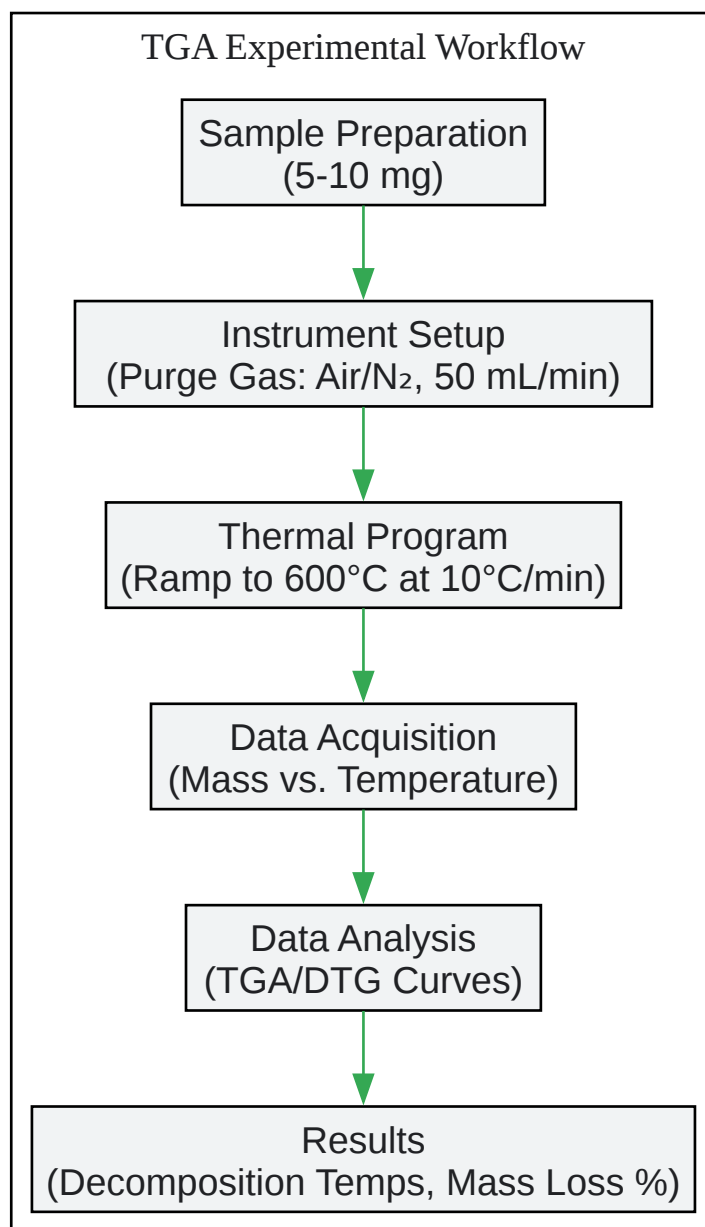 TGA Experimental Workflow
Sample Preparation
(5-10 mg)
Instrument Setup
(Purge Gas: Air/N₂, 50 mL/min)
Thermal Program
(Ramp to 600°C at 10°C/min)
Data Acquisition
(Mass vs. Temperature)
Data Analysis
(TGA/DTG Curves)
Results
(Decomposition Temps, Mass Loss %)